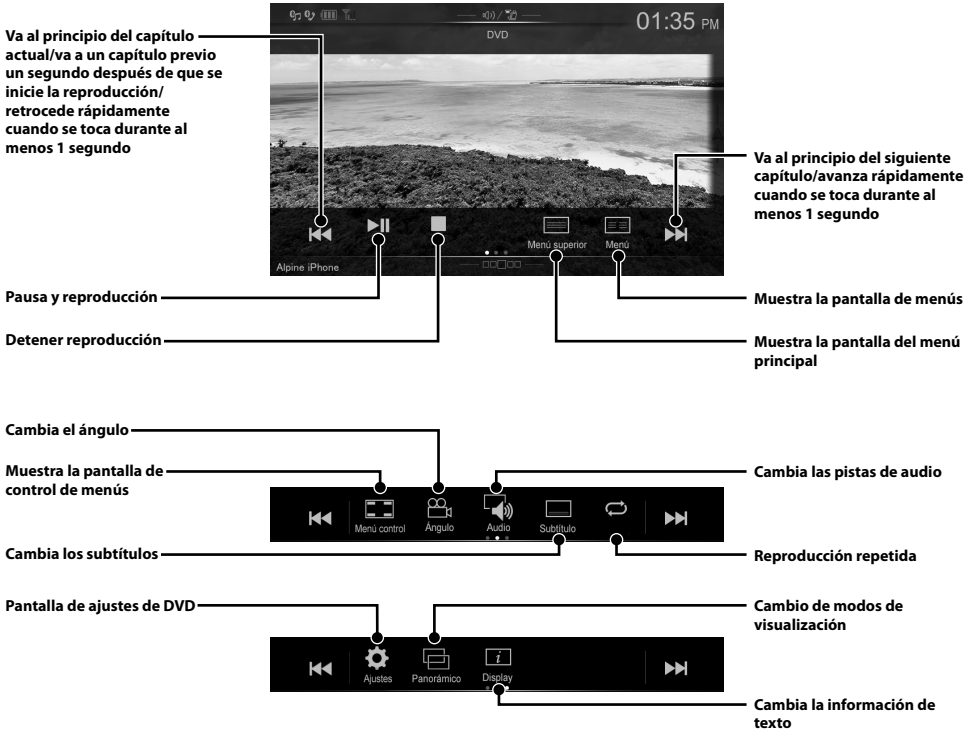 01:35 PM
DVD
Va al principio del capítulo
actual/va a un capítulo previo
un segundo después de que se
inicie la reproducción/
retrocede rápidamente
cuando se toca durante al
menos 1 segundo
Va al principio del siguiente
capítulo/avanza rápidamente
cuando se toca durante al
menos 1 segundo
Menú superior
Menú
Alpine iPhone
Pausa y reproducción
Muestra la pantalla de menús
Detener reproducción
Muestra la pantalla del menú
principal
Cambia el ángulo
Muestra la pantalla de
control de menús
Cambia las pistas de audio
Menú control
Ángulo
Audio
Subtítulo
Cambia los subtítulos
Reproducción repetida
Pantalla de ajustes de DVD
Cambio de modos de
visualización
Ajustes
Panorámico
Display
Cambia la información de
texto